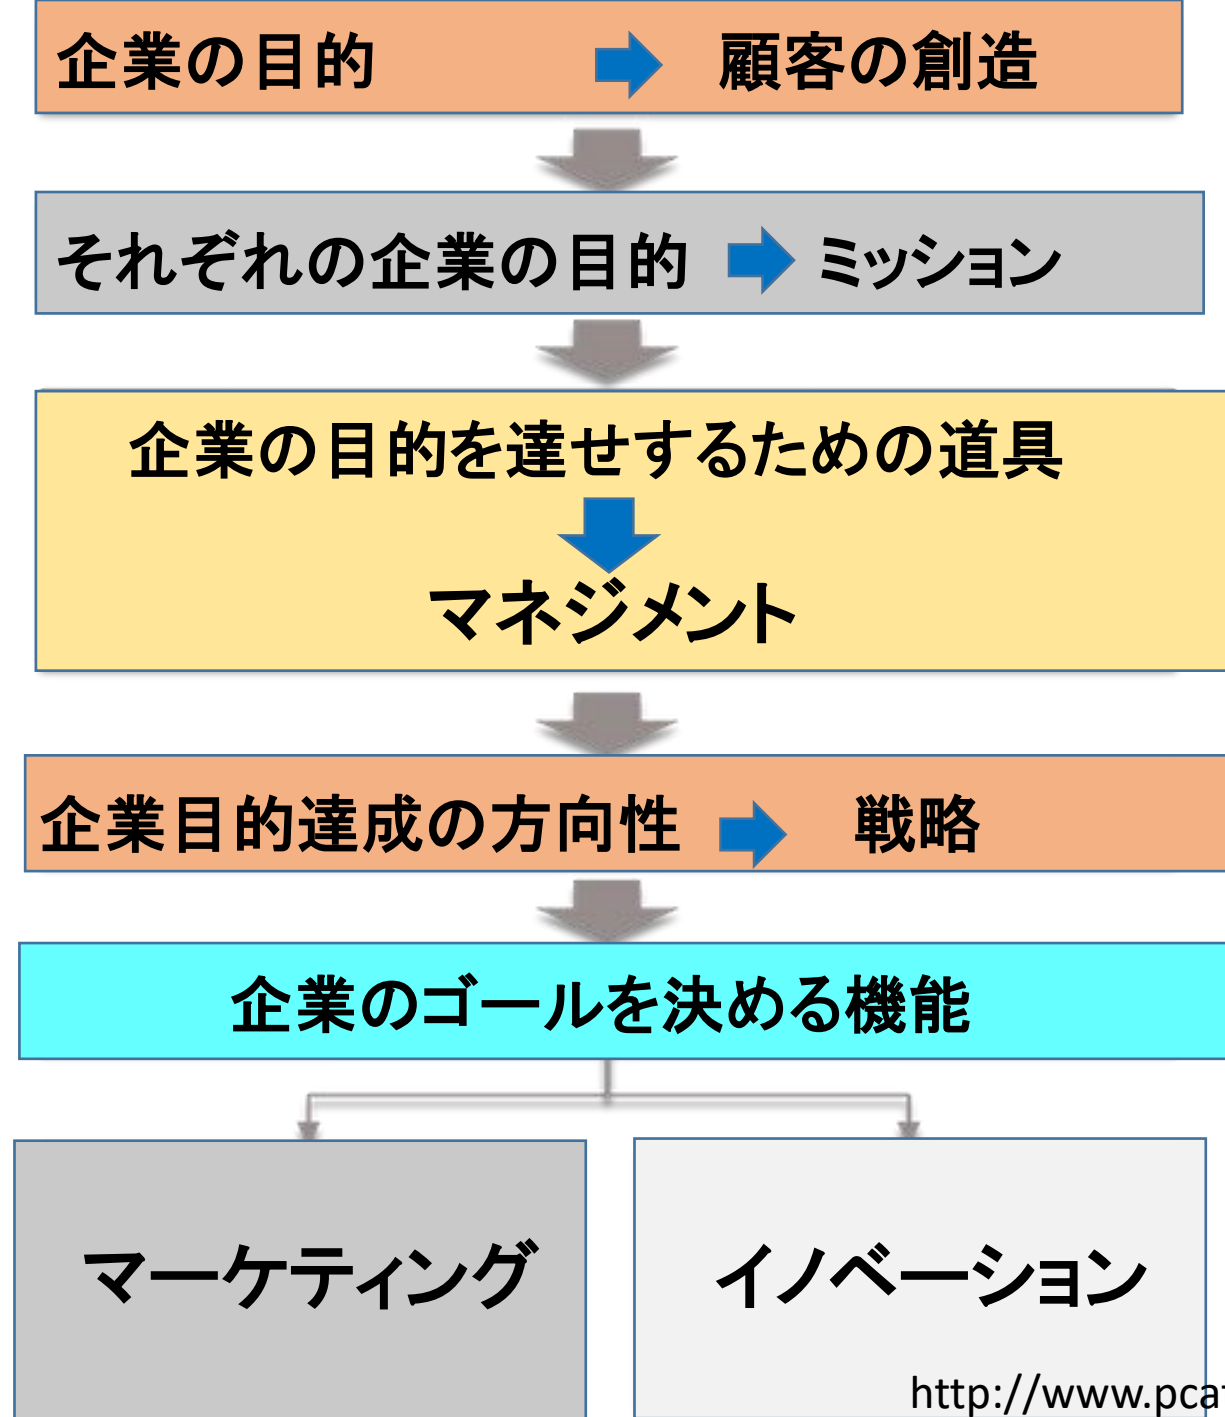 企業の目的 顧客の創造
それぞれの企業の目的 ミッション
企業の目的を達せするための道具
マネジメント
企業目的達成の方向性 戦略
企業のゴールを決める機能
マーケティング イノベーション
http://www.pca